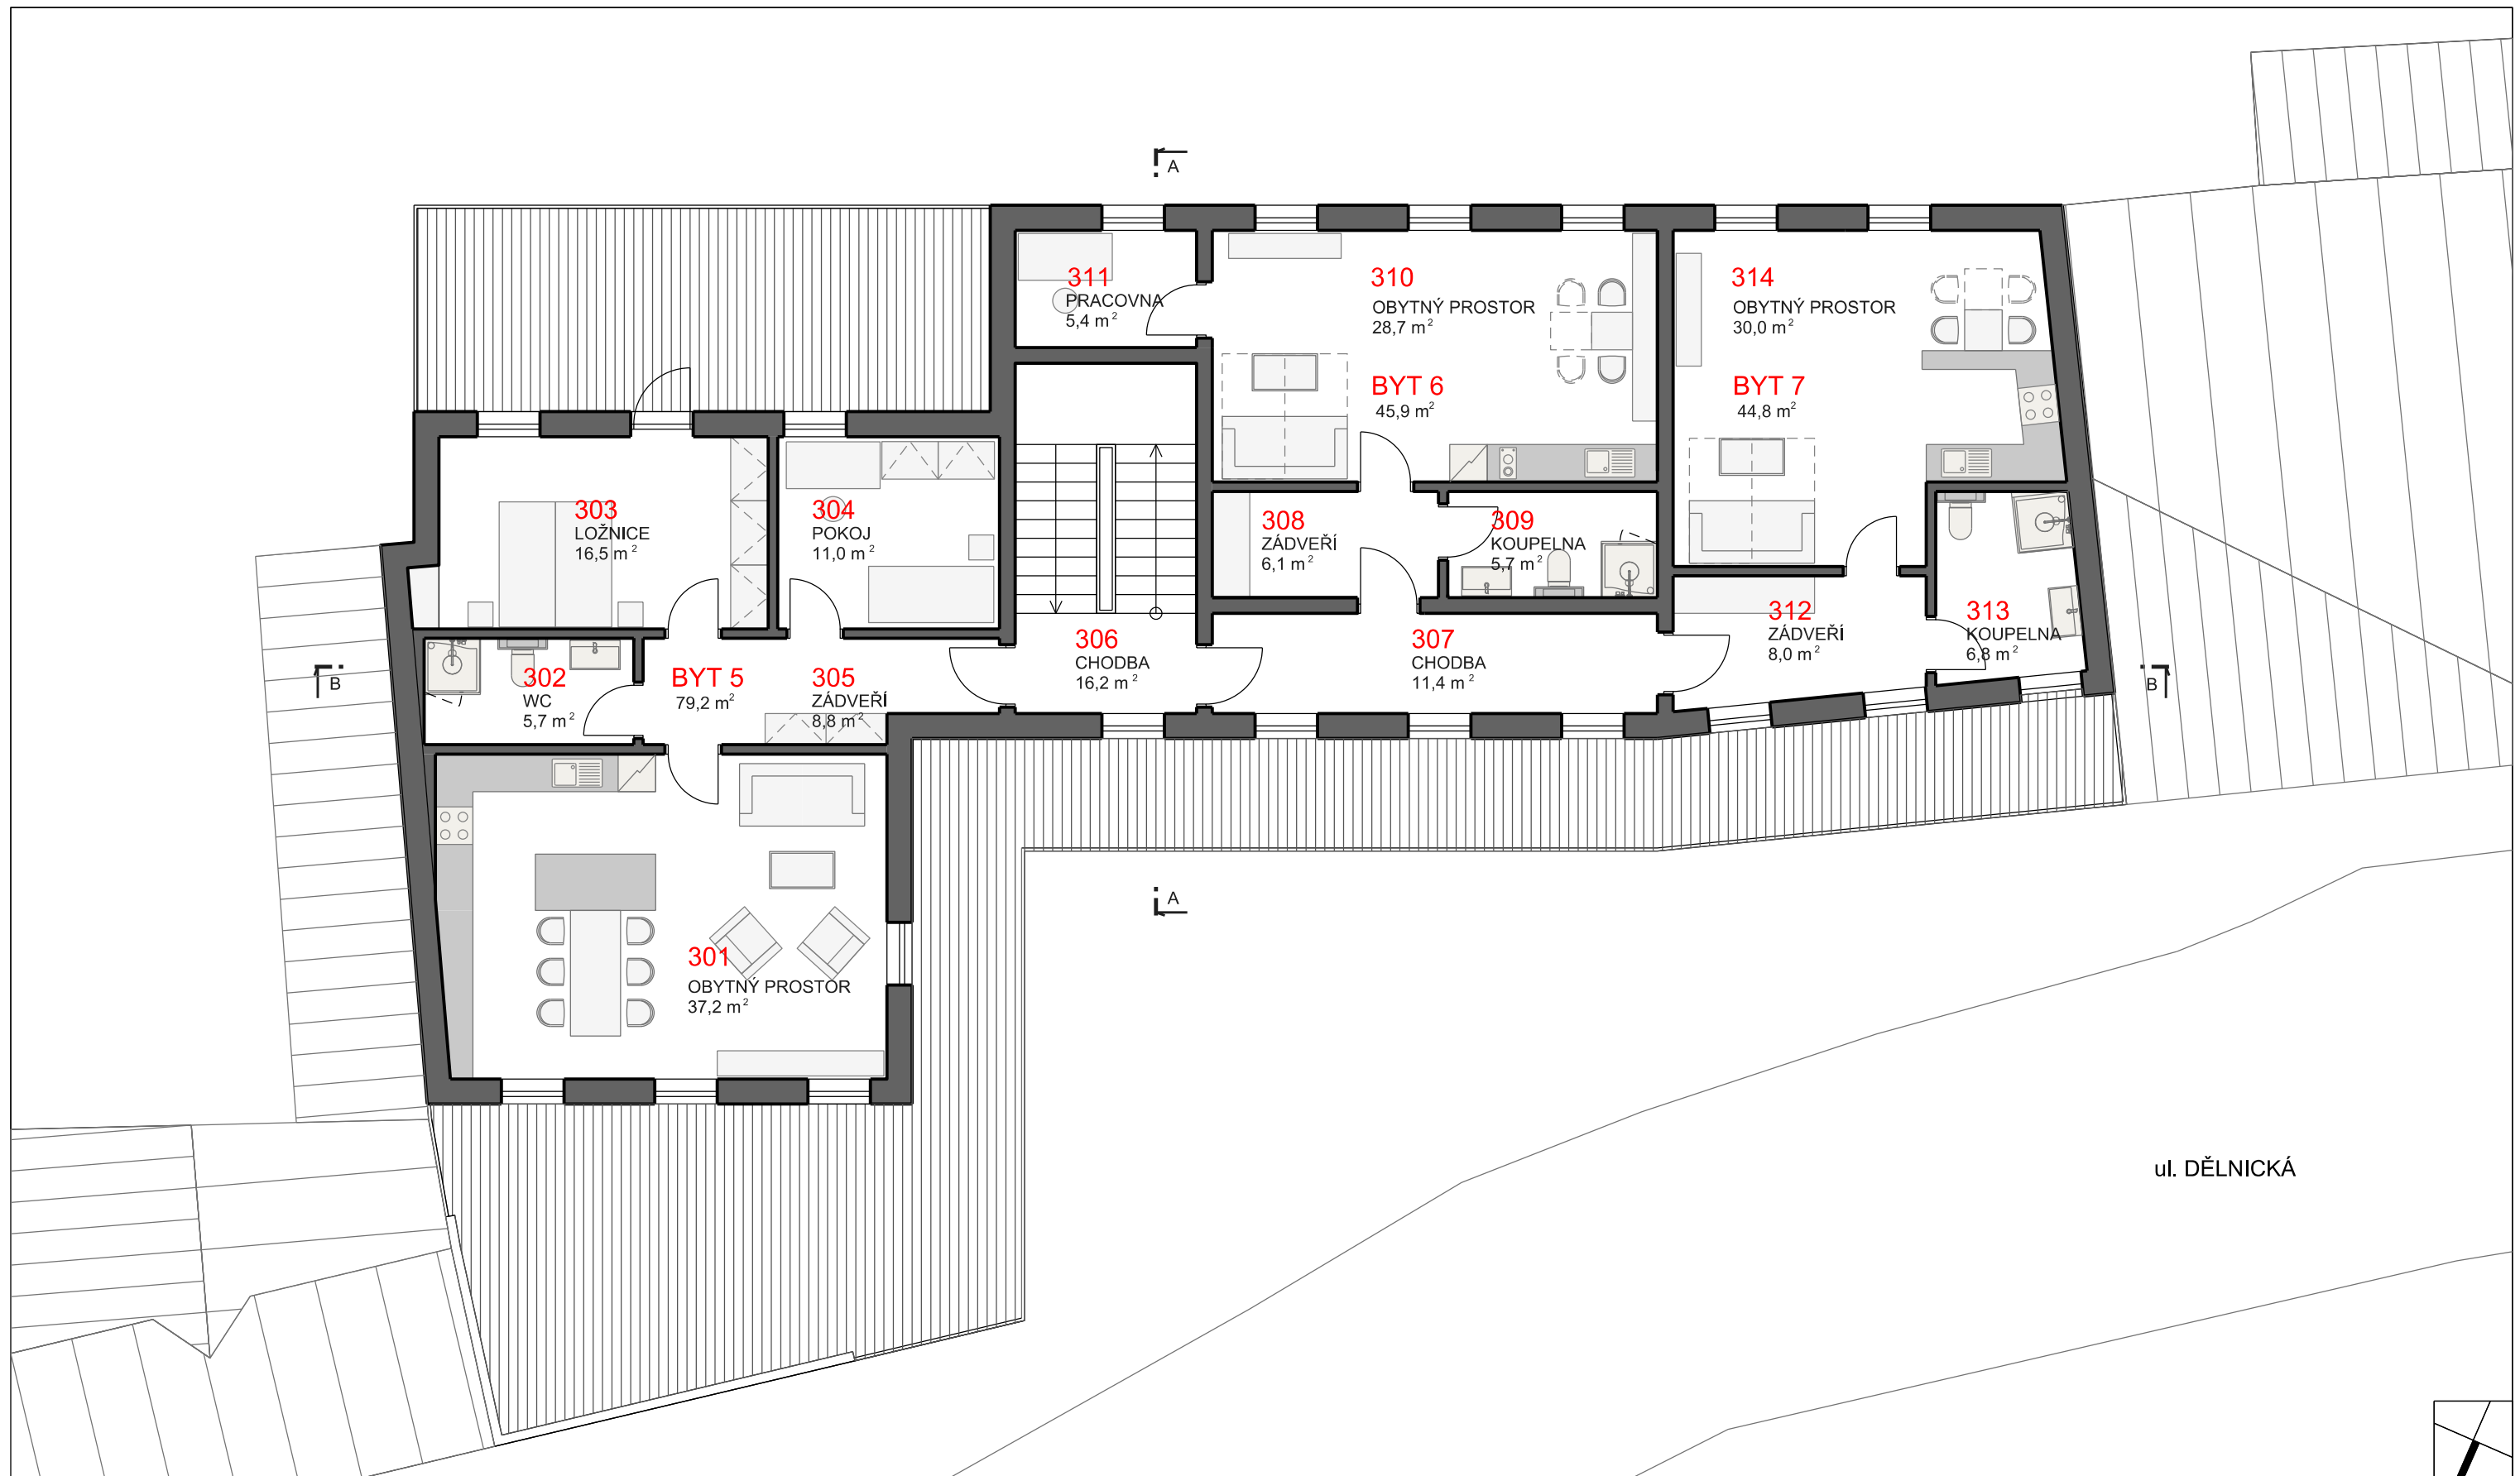 A
311
PRACOVNA
5,4 m²
310
OBYTNÝ PROSTOR
28,7 m²
BYT 6
45,9 m²
314
OBYTNÝ PROSTOR
30,0 m²
BYT 7
44,8 m²
303
LOŽNICE
16,5 m²
304
POKOJ
11,0 m²
308
ZÁDVEŘÍ
6,1 m²
309
KOUPELNA
5,7 m²
312
ZÁDVEŘÍ
8,0 m²
313
KOUPELNA
6,8 m²
B
302
WC
5,7 m²
BYT 5
79,2 m²
305
ZÁDVEŘÍ
8,8 m²
306
CHODBA
16,2 m²
307
CHODBA
11,4 m²
B
A
301
OBYTNÝ PROSTOR
37,2 m²
ul. DĚLNICKÁ